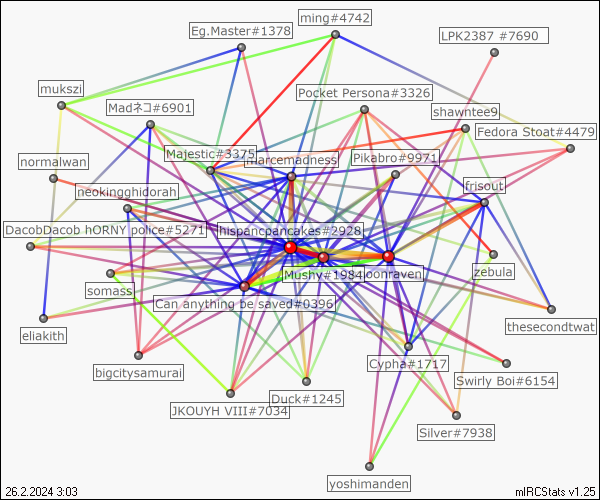 ming#4742
Eg.Master#1378
LPK2387 #7690
mukszi
Pocket Persona#3326
Madネコ#6901
shawntee9
Fedora Stoat#4479
Majestic#3375
marcemadness
Pikabro#9971
normalwan
neokingghidorah
frisout
DacobDacob hORNY police#5271
hispancpancakes#2928
Mushy#1984
onraven
zebula
somass
Can anything be saved#0396
thesecondtwat
eliakith
bigcitysamurai
Cypha#1717
Swirly Boi#6154
JKOUYH VIII#7034
Duck#1245
Silver#7938
yoshimanden
26.2.2024 3:03
mIRCStats v1.25